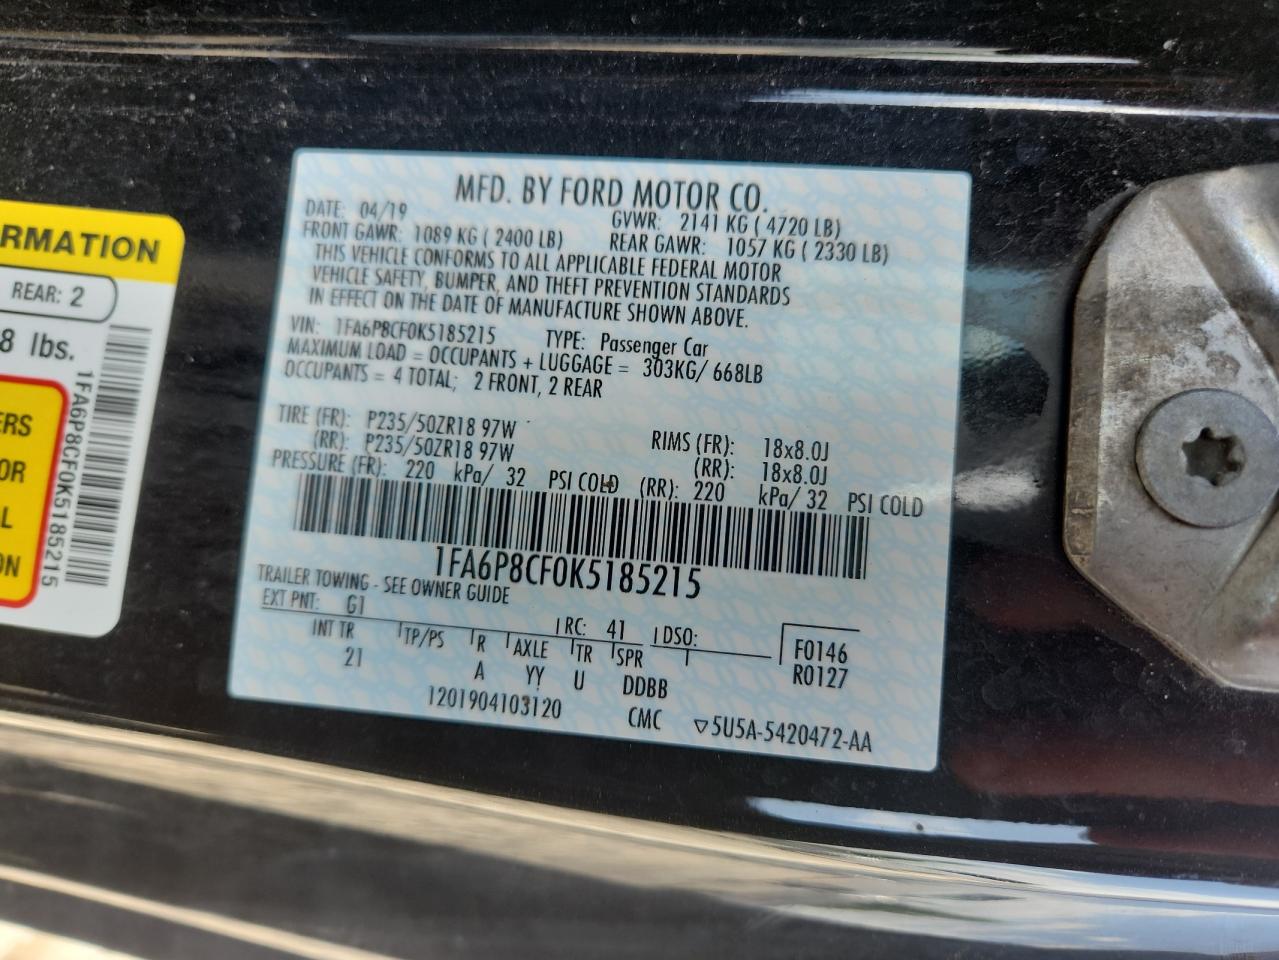 RMATION
REAR: 2
8 lbs.
ERS
OR
L
ON
1FA6P8CF0K5185215
MFD. BY FORD MOTOR CO.
DATE: 04/19 GVWR: 2141 KG ( 4720 LB)
FRONT GAWR: 1089 KG ( 2400 LB) REAR GAWR: 1057 KG ( 2330 LB)
THIS VEHICLE CONFORMS TO ALL APPLICABLE FEDERAL MOTOR
VEHICLE SAFETY, BUMPER, AND THEFT PREVENTION STANDARDS
IN EFFECT ON THE DATE OF MANUFACTURE SHOWN ABOVE.
VIN: 1FA6P8CF0K5185215 TYPE: Passenger Car
MAXIMUM LOAD = OCCUPANTS + LUGGAGE = 303KG/ 668LB
OCCUPANTS = 4 TOTAL; 2 FRONT, 2 REAR
TIRE (FR): P235/50ZR18 97W RIMS (FR): 18x8.0J
(RR): P235/50ZR18 97W (RR): 18x8.0J
PRESSURE (FR): 220 kPa/ 32 PSI COLD (RR): 220 kPa/ 32 PSI COLD
1FA6P8CF0K5185215
TRAILER TOWING - SEE OWNER GUIDE
EXT PNT: G1 RC: 41 DSO: F0146
INT TR TP/PS R AXLE TR SPR R0127
21 A YY U DDBB
1201904103120 CMC ▽5U5A-5420472-AA